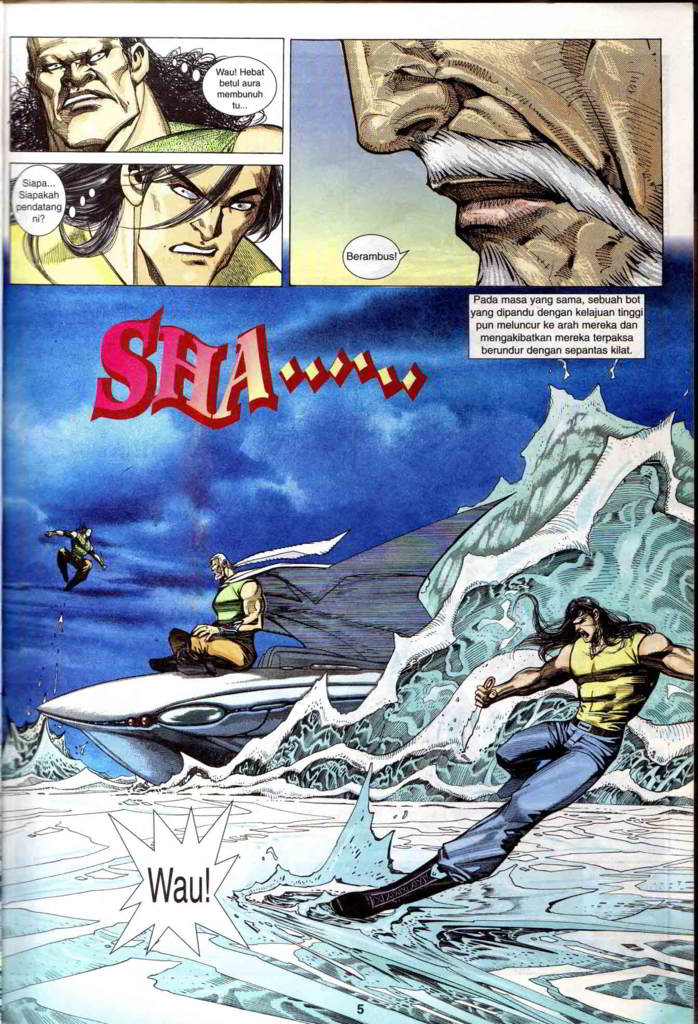 Wau! Hebat
betul aura
membunuh
tu...
Siapa...
Siapakah
pendatang
ni?
Berambus!
Pada masa yang sama, sebuah bot
yang dipandu dengan kelajuan tinggi
pun meluncur ke arah mereka dan
mengakibatkan mereka terpaksa
berundur dengan sepantas kilat.
SHA......
Wau!
5